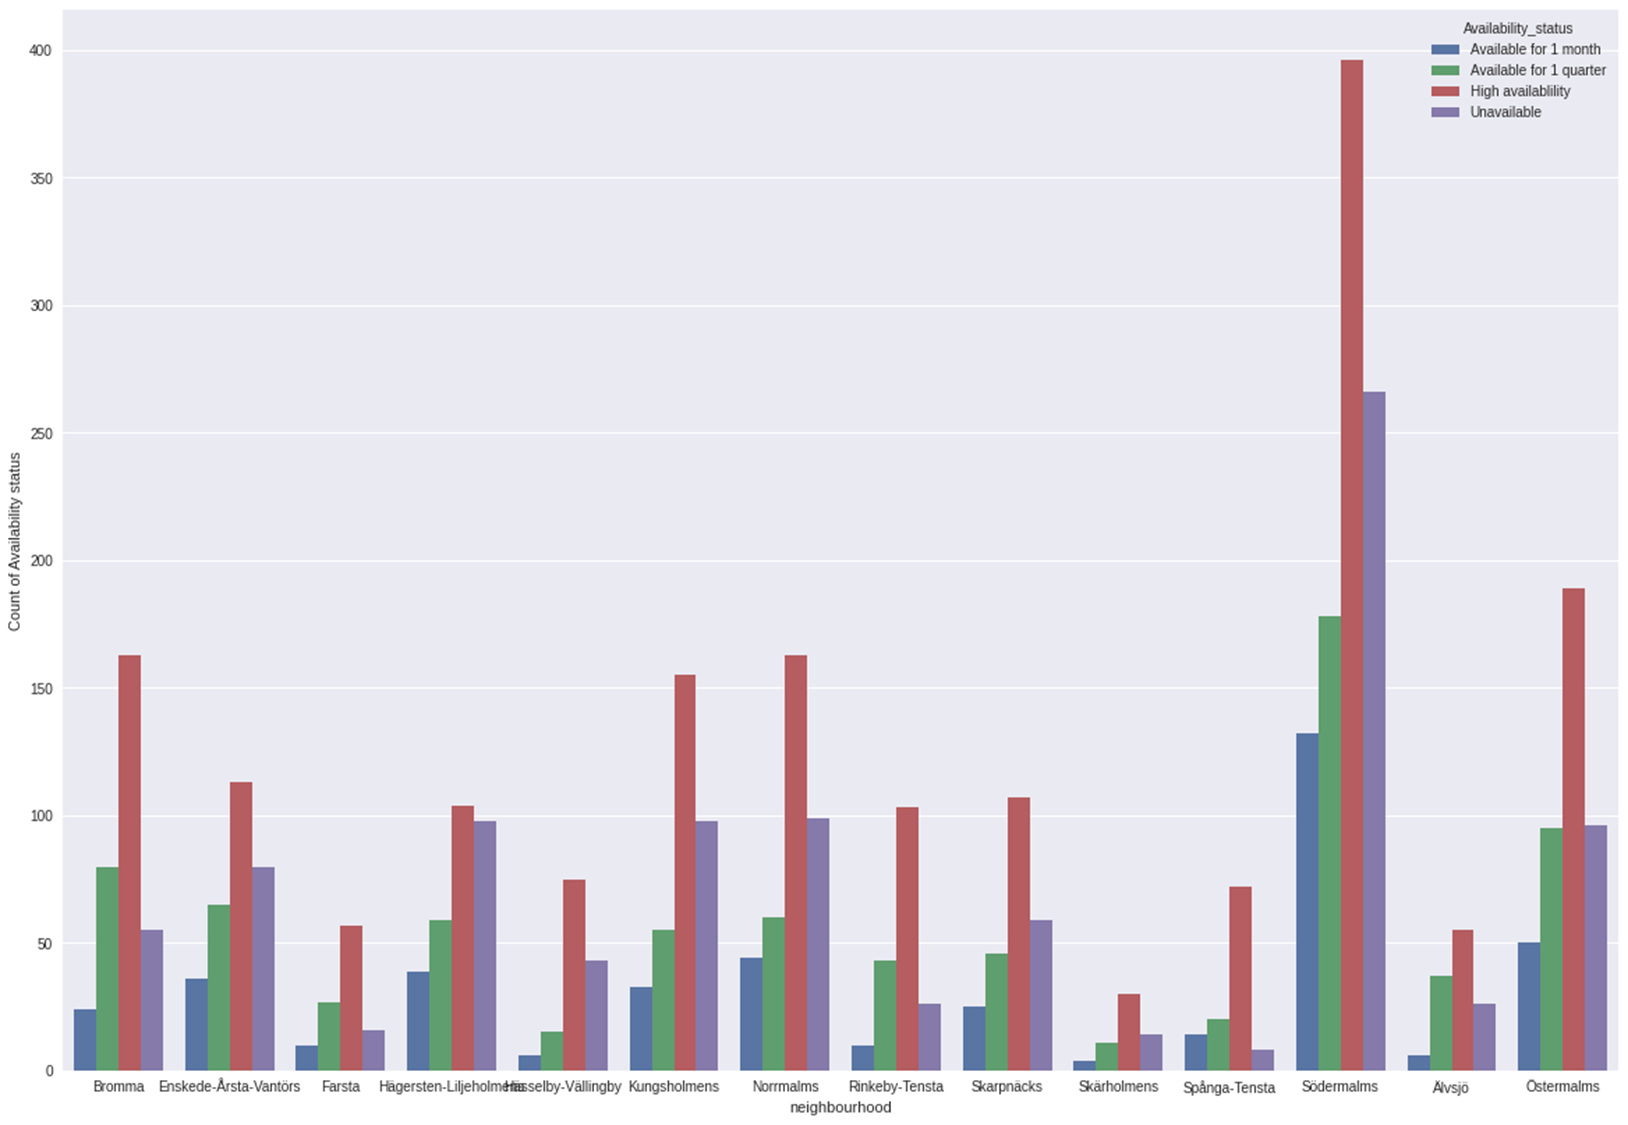 Availability_status
Available for 1 month
Available for 1 quarter
High availablility
Unavailable
400
350
300
250
200
150
100
50
0
Count of Availability status
Bromma Enskede-Årsta-Vantörs Farsta Hägersten-Liljeholmens Hässelby-Vällingby Kungsholmens Norrmalms Rinkeby-Tensta Skarpnäcks Skärholmens Spånga-Tensta Södermalms Älvsjö Östermalms
neighbourhood